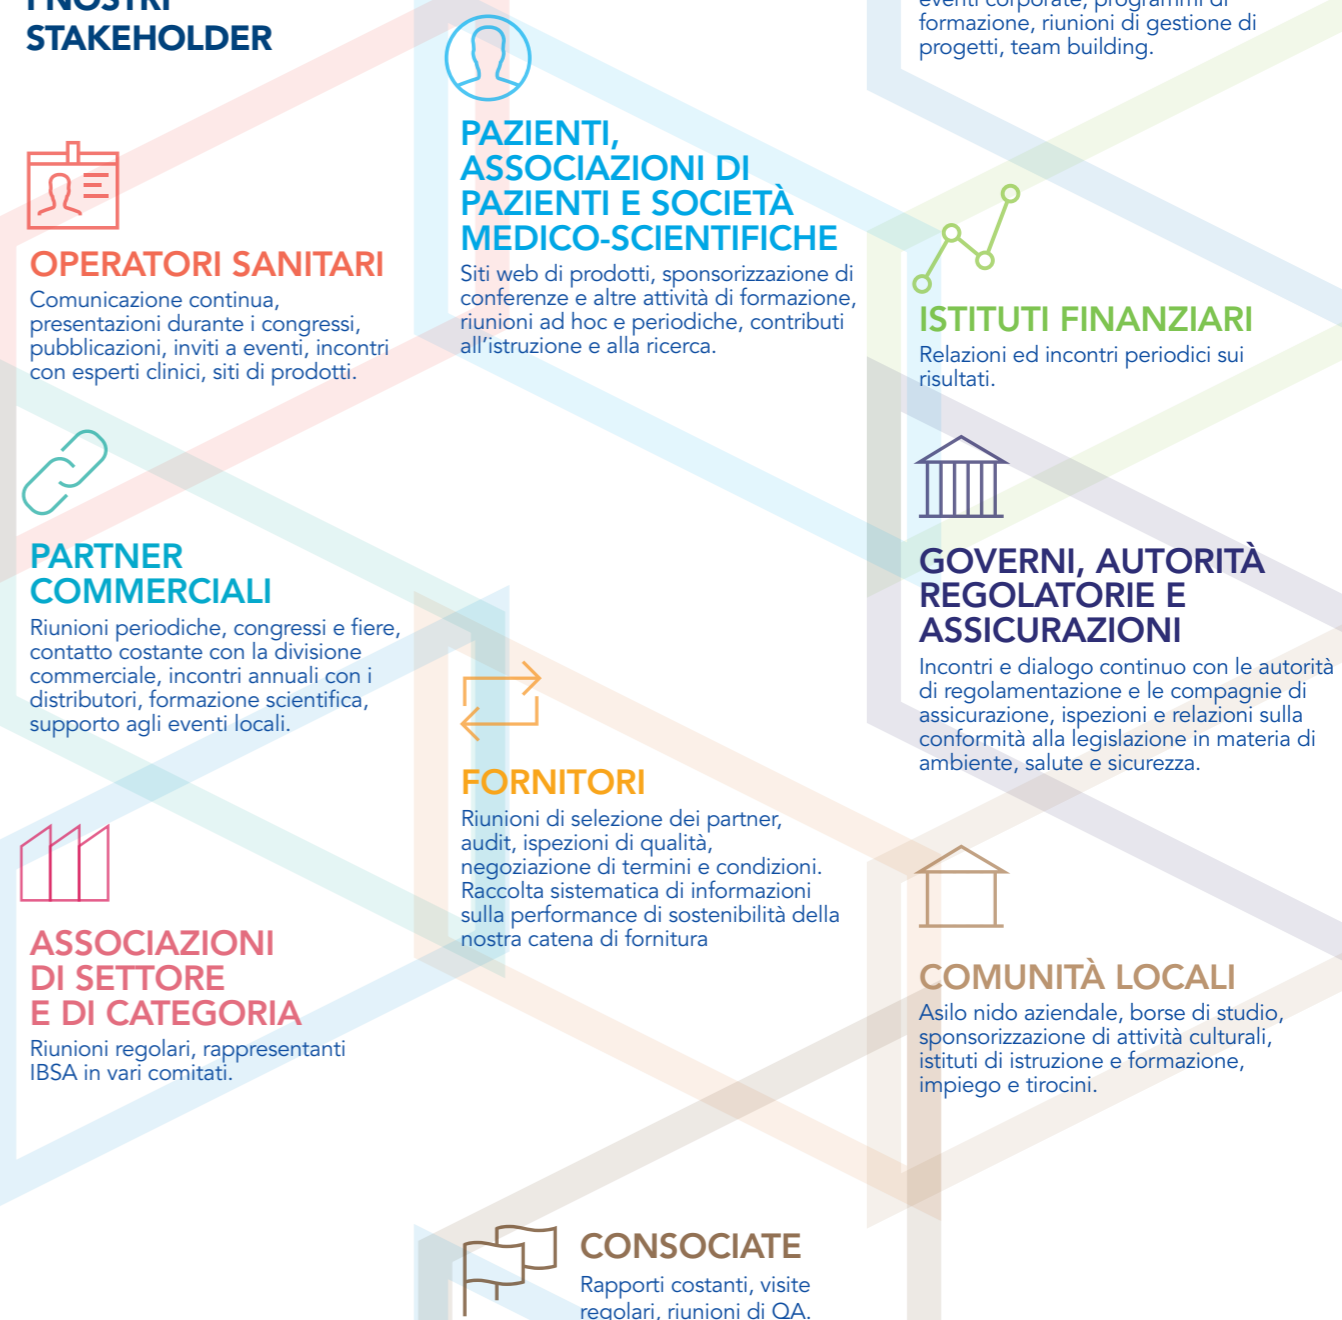 I NOSTRI
STAKEHOLDER
OPERATORI SANITARI
Comunicazione continua,
presentazioni durante i congressi,
pubblicazioni, inviti a eventi, incontri
con esperti clinici, siti di prodotti.
PARTNER
COMMERCIALI
Riunioni periodiche, congressi e fiere,
contatto costante con la divisione
commerciale, incontri annuali con i
distributori, formazione scientifica,
supporto agli eventi locali.
ASSOCIAZIONI
DI SETTORE
E DI CATEGORIA
Riunioni regolari, rappresentanti
IBSA in vari comitati.
PAZIENTI,
ASSOCIAZIONI DI
PAZIENTI E SOCIETÀ
MEDICO-SCIENTIFICHE
Siti web di prodotti, sponsorizzazione di
conferenze e altre attività di formazione,
riunioni ad hoc e periodiche, contributi
all'istruzione e alla ricerca.
FORNITORI
Riunioni di selezione dei partner,
audit, ispezioni di qualità,
negoziazione di termini e condizioni.
Raccolta sistematica di informazioni
sulla performance di sostenibilità della
nostra catena di fornitura
CONSOCIATE
Rapporti costanti, visite
regolari, riunioni di QA.
eventi corporate, programmi di
formazione, riunioni di gestione di
progetti, team building.
ISTITUTI FINANZIARI
Relazioni ed incontri periodici sui
risultati.
GOVERNI, AUTORITÀ
REGOLATORIE E
ASSICURAZIONI
Incontri e dialogo continuo con le autorità
di regolamentazione e le compagnie di
assicurazione, ispezioni e relazioni sulla
conformità alla legislazione in materia di
ambiente, salute e sicurezza.
COMUNITÀ LOCALI
Asilo nido aziendale, borse di studio,
sponsorizzazione di attività culturali,
istituti di istruzione e formazione,
impiego e tirocini.